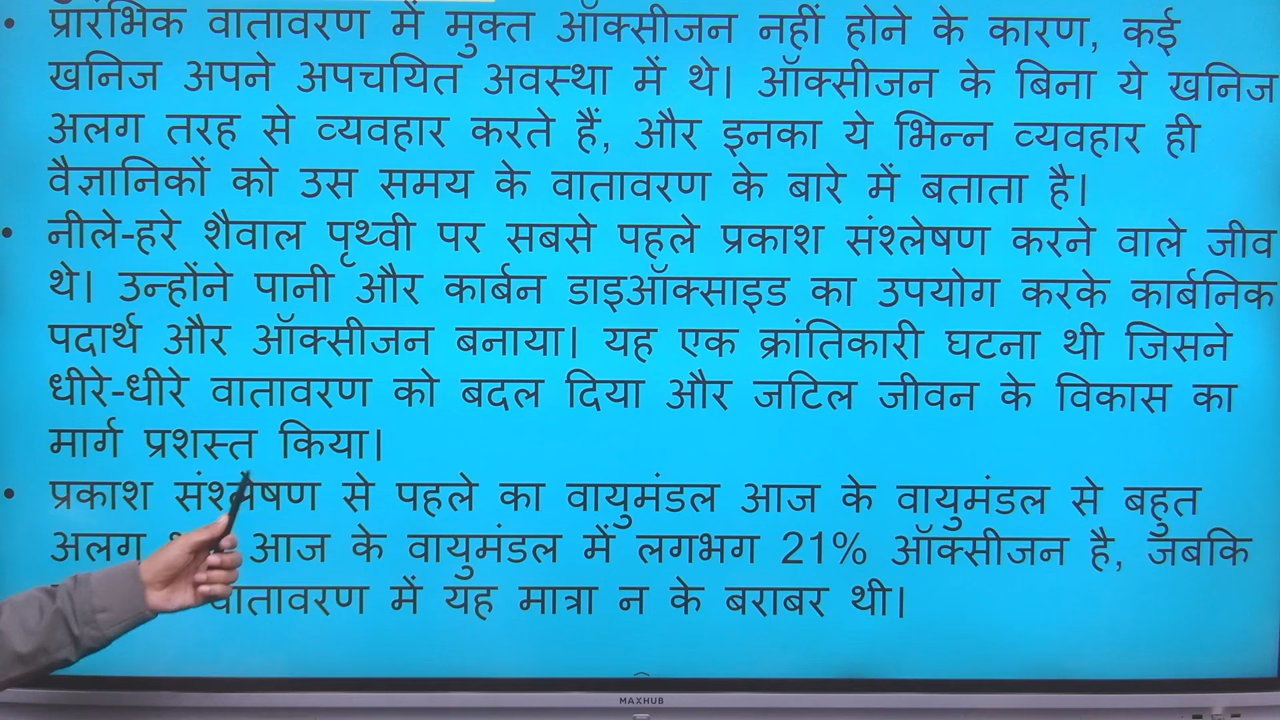 प्रारंभिक वातावरण में मुक्त ऑक्सीजन नहीं होने के कारण, कई
खनिज अपने अपचयित अवस्था में थे। ऑक्सीजन के बिना ये खनिज
अलग तरह से व्यवहार करते हैं, और इनका ये भिन्न व्यवहार ही
वैज्ञानिकों को उस समय के वातावरण के बारे में बताता है।
नीले-हरे शैवाल पृथ्वी पर सबसे पहले प्रकाश संश्लेषण करने वाले जीव
थे। उन्होंने पानी और कार्बन डाइऑक्साइड का उपयोग करके कार्बनिक
पदार्थ और ऑक्सीजन बनाया। यह एक क्रांतिकारी घटना थी जिसने
धीरे-धीरे वातावरण को बदल दिया और जटिल जीवन के विकास का
मार्ग प्रशस्त किया।
प्रकाश संश्लेषण से पहले का वायुमंडल आज के वायुमंडल से बहुत
अलग आज के वायुमंडल में लगभग 21% ऑक्सीजन है, जबकि
वातावरण में यह मात्रा न के बराबर थी।
MAXHUB